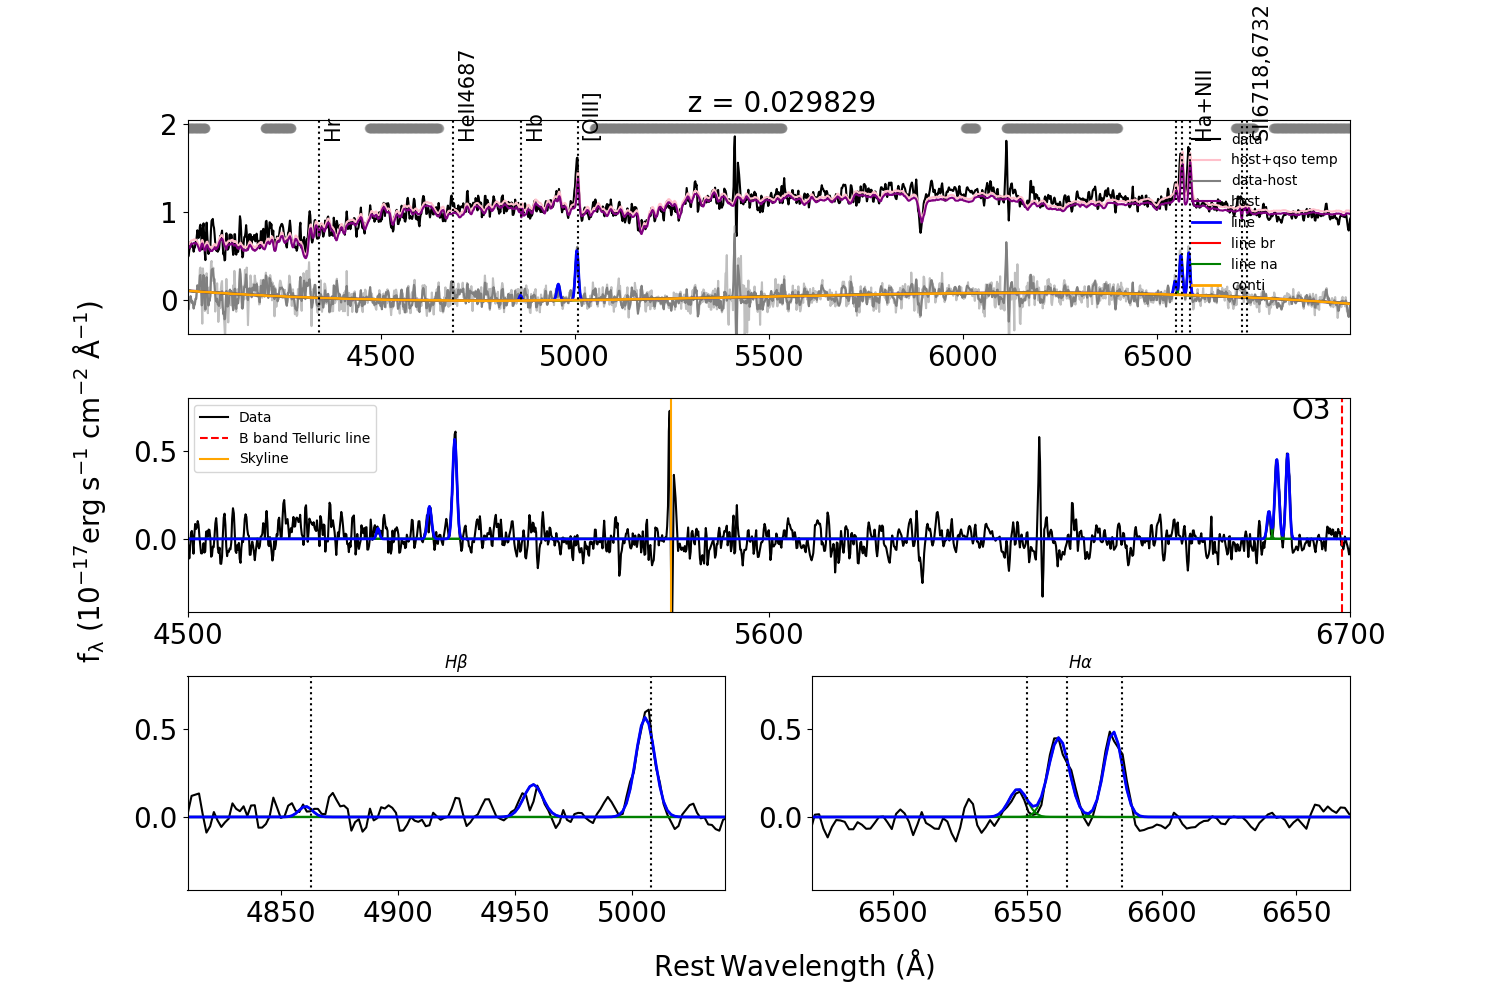 z = 0.029829
Hr
HeII4687
Hb
[OIII]
Ha+NII
SII6718,6732
2
1
0
data
host+qso temp
data-host
host
line
line br
line na
conti
4500 5000 5500 6000 6500
fλ (10⁻¹⁷erg s⁻¹ cm⁻² Å⁻¹)
Data
B band Telluric line
Skyline
O3
0.5
0.0
4500 5600 6700
Hβ
0.5
0.0
4850 4900 4950 5000
Hα
0.5
0.0
6500 6550 6600 6650
Rest Wavelength (Å)